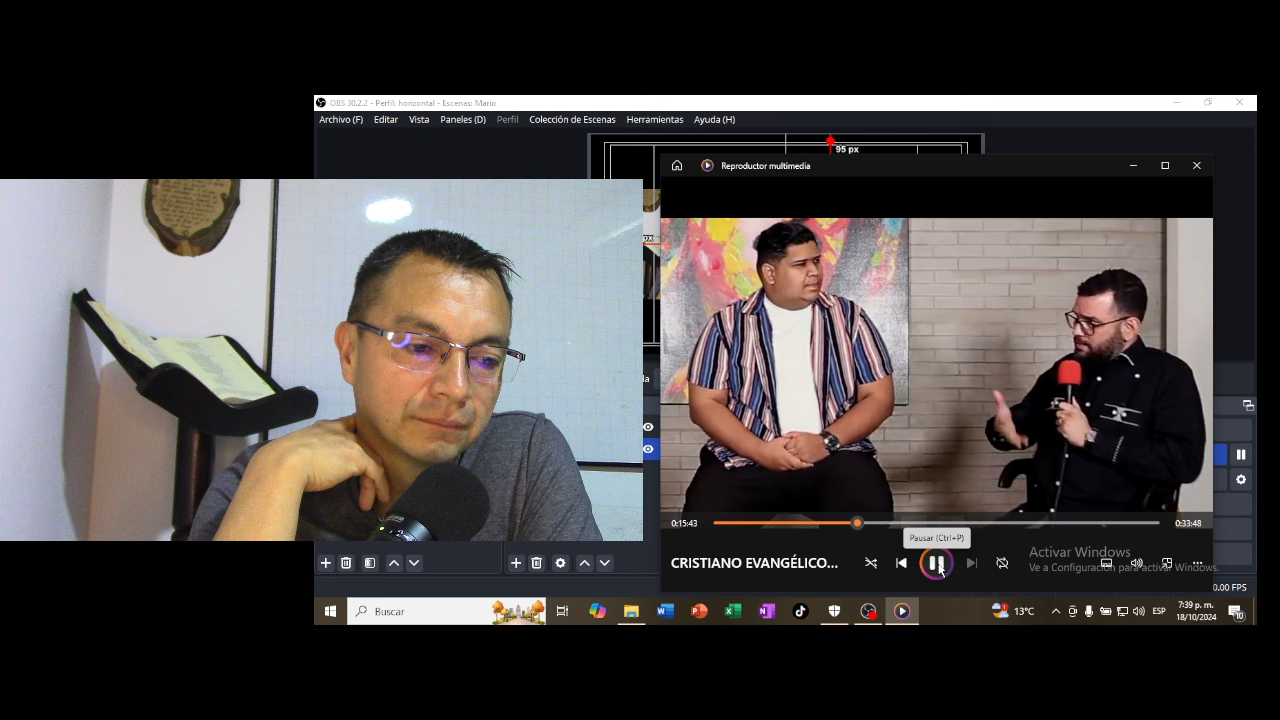 OBS 30.2.2 - Perfil: horizontal - Escenas: Mario
Archivo (F) Editar Vista Paneles (D) Perfil Colección de Escenas Herramientas Ayuda (H)
95 px
Reproductor multimedia
0:15:43
0:33:48
Pausar (Ctrl+P)
CRISTIANO EVANGÉLICO...
Activar Windows
Ve a Configuración para activar Windows.
0.00 FPS
Buscar
13°C
ESP
7:39 p. m.
18/10/2024
10